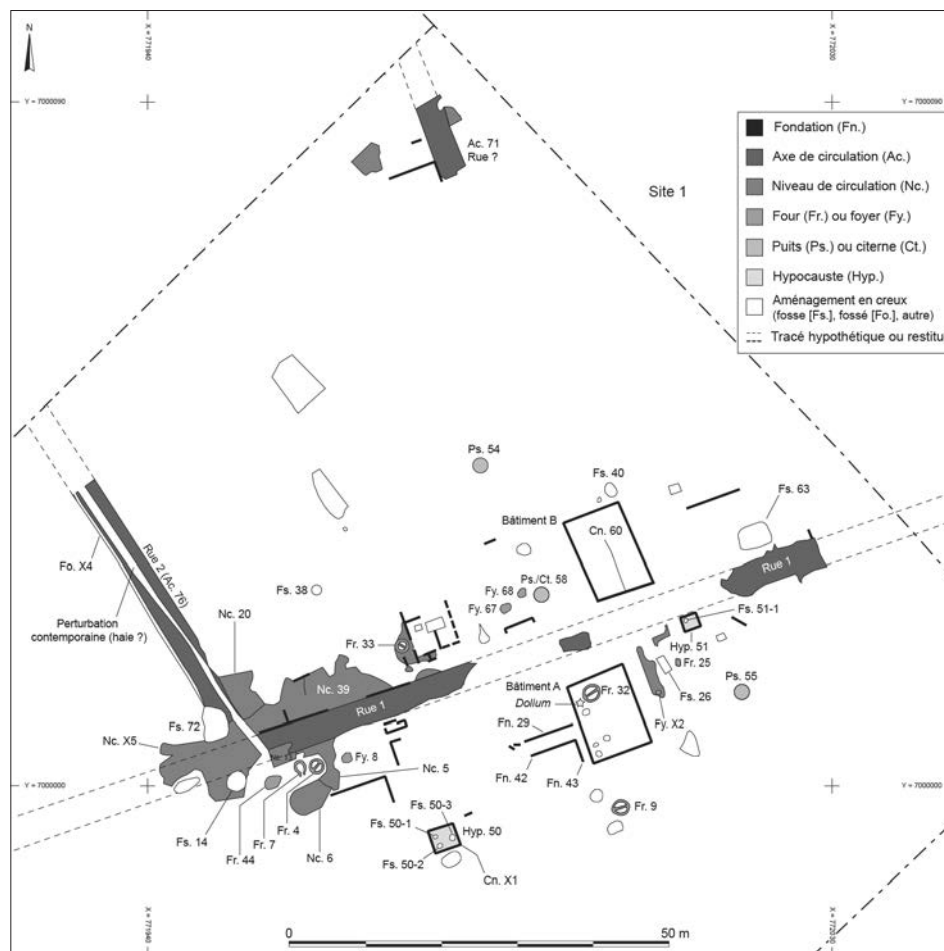 N
X = 771940
X = 772030
Y = 7000090
Y = 7000090
Ac. 71
Rue ?
Site 1
Fondation (Fn.)
Axe de circulation (Ac.)
Niveau de circulation (Nc.)
Four (Fr.) ou foyer (Fy.)
Puits (Ps.) ou citerne (Ct.)
Hypocauste (Hyp.)
Aménagement en creux
(fosse [Fs.], fossé [Fo.], autre)
Tracé hypothétique ou restitu
Ps. 54
Fs. 40
Fs. 63
Bâtiment B
Cn. 60
Rue 1
Fo. X4
Rue 2 (Ac. 76)
Fs. 38
Ps./Ct. 58
Fy. 68
Fy. 67
Perturbation
contemporaine (haie ?)
Nc. 20
Fr. 33
Fs. 51-1
Hyp. 51
Fr. 25
Nc. 39
Rue 1
Bâtiment A
Dolium
Fr. 32
Fs. 26
Ps. 55
Fs. 72
Fy. X2
Nc. X5
Fn. 29
Fy. 8
Fn. 42
Fn. 43
Nc. 5
Y = 7000000
Y = 7000000
Fs. 14
Fr. 44
Fr. 7
Fr. 4
Nc. 6
Fs. 50-3
Fs. 50-1
Hyp. 50
Fs. 50-2
Cn. X1
Fr. 9
X = 771940
X = 772030
0
50 m